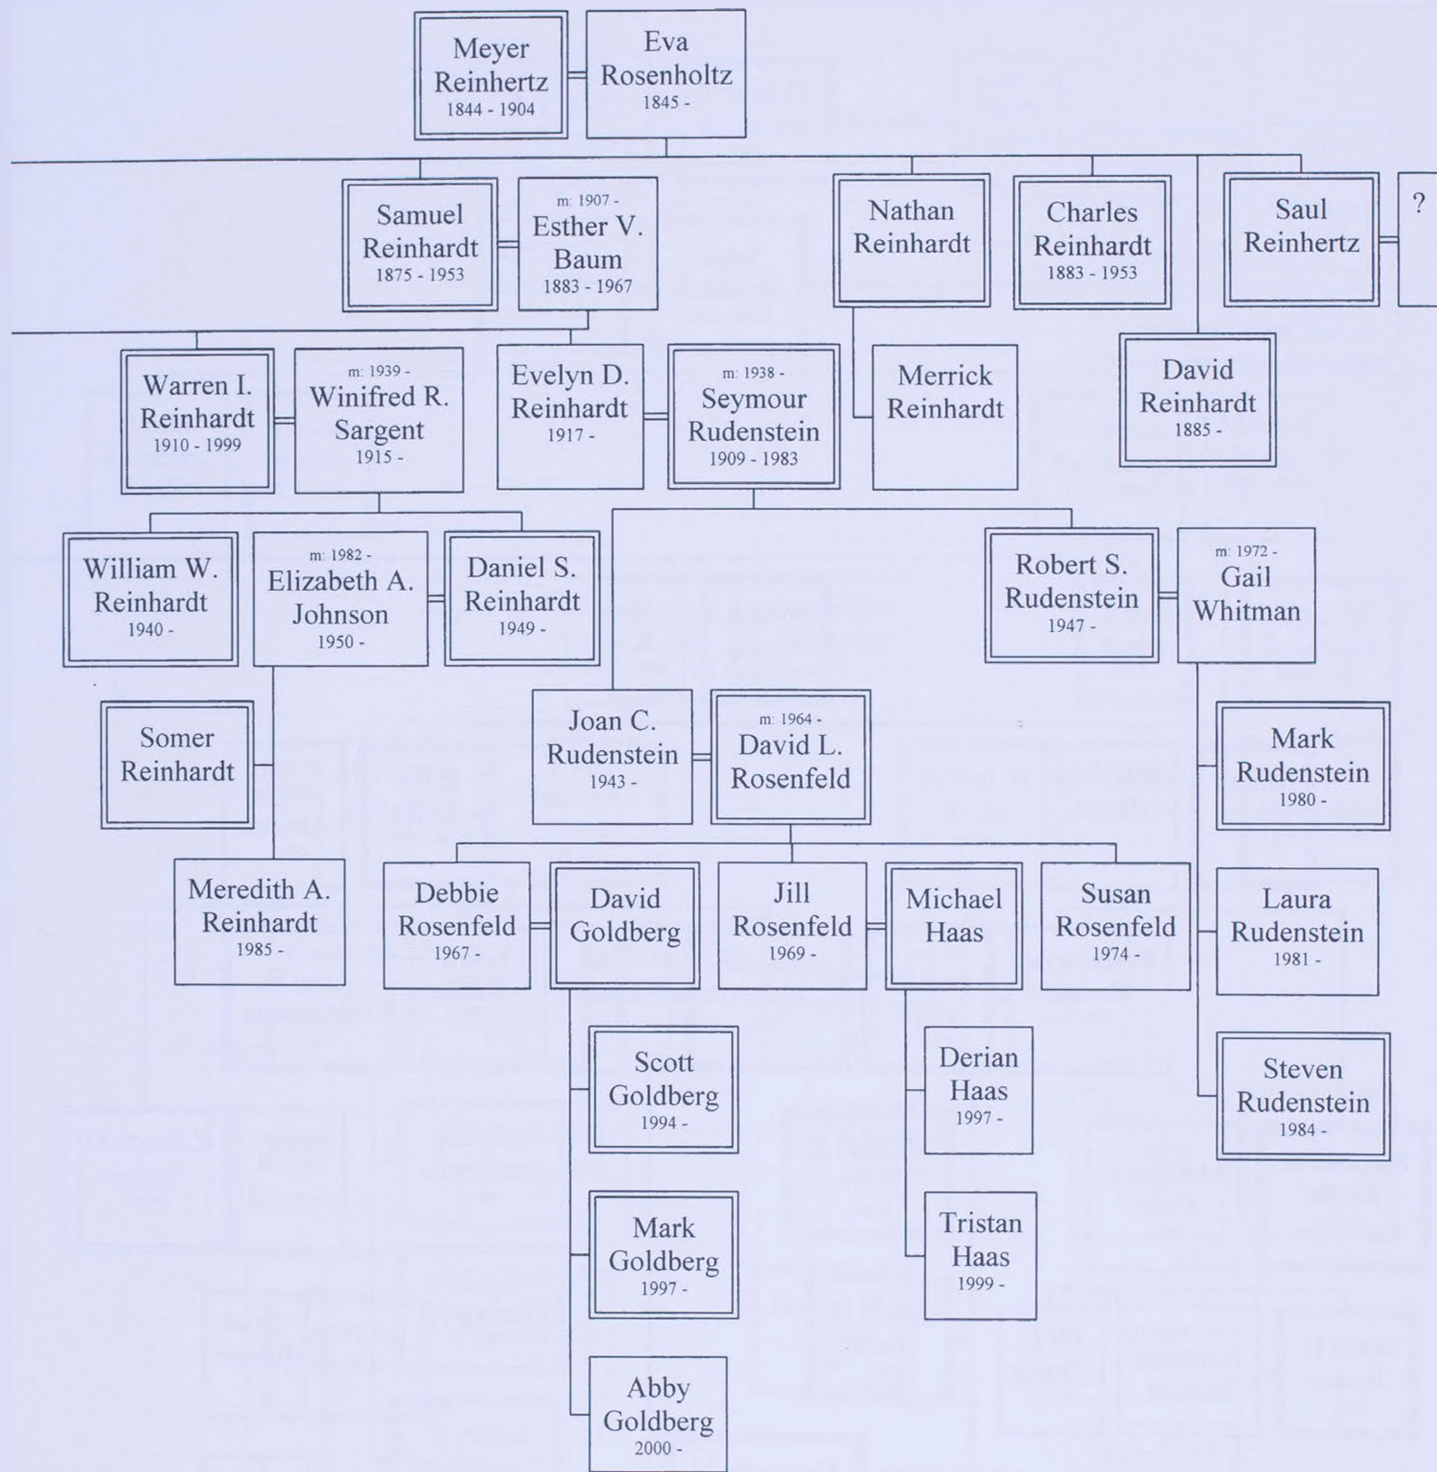 Meyer
Reinhertz
1844 - 1904
Eva
Rosenholtz
1845 -
Samuel
Reinhardt
1875 - 1953
m: 1907 -
Esther V.
Baum
1883 - 1967
Nathan
Reinhardt
Charles
Reinhardt
1883 - 1953
Saul
Reinhertz
?
Warren I.
Reinhardt
1910 - 1999
m: 1939 -
Winifred R.
Sargent
1915 -
Evelyn D.
Reinhardt
1917 -
m: 1938 -
Seymour
Rudenstein
1909 - 1983
Merrick
Reinhardt
David
Reinhardt
1885 -
William W.
Reinhardt
1940 -
m: 1982 -
Elizabeth A.
Johnson
1950 -
Daniel S.
Reinhardt
1949 -
Robert S.
Rudenstein
1947 -
m: 1972 -
Gail
Whitman
Somer
Reinhardt
Joan C.
Rudenstein
1943 -
m: 1964 -
David L.
Rosenfeld
Mark
Rudenstein
1980 -
Meredith A.
Reinhardt
1985 -
Debbie
Rosenfeld
1967 -
David
Goldberg
Jill
Rosenfeld
1969 -
Michael
Haas
Susan
Rosenfeld
1974 -
Laura
Rudenstein
1981 -
Scott
Goldberg
1994 -
Derian
Haas
1997 -
Steven
Rudenstein
1984 -
Mark
Goldberg
1997 -
Tristan
Haas
1999 -
Abby
Goldberg
2000 -